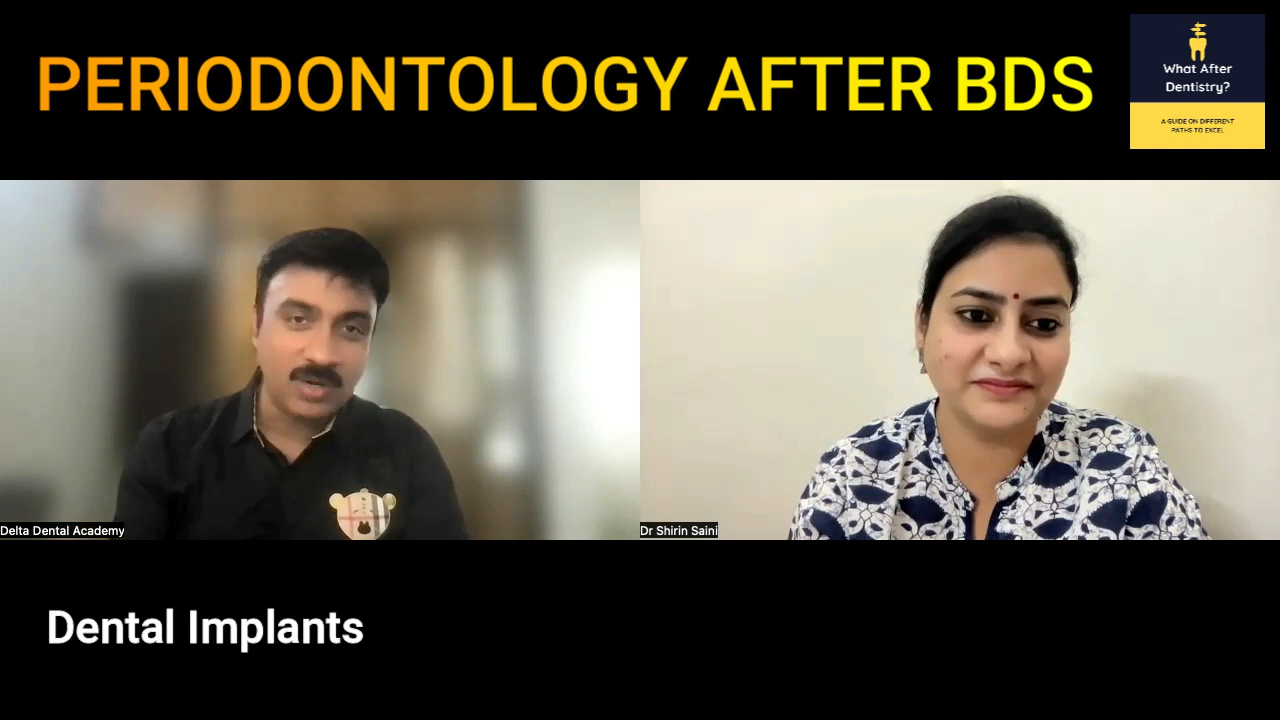 PERIODONTOLOGY AFTER BDS
What After
Dentistry?
A GUIDE ON DIFFERENT
PATHS TO EXCEL
Delta Dental Academy
Dr Shirin Saini
Dental Implants